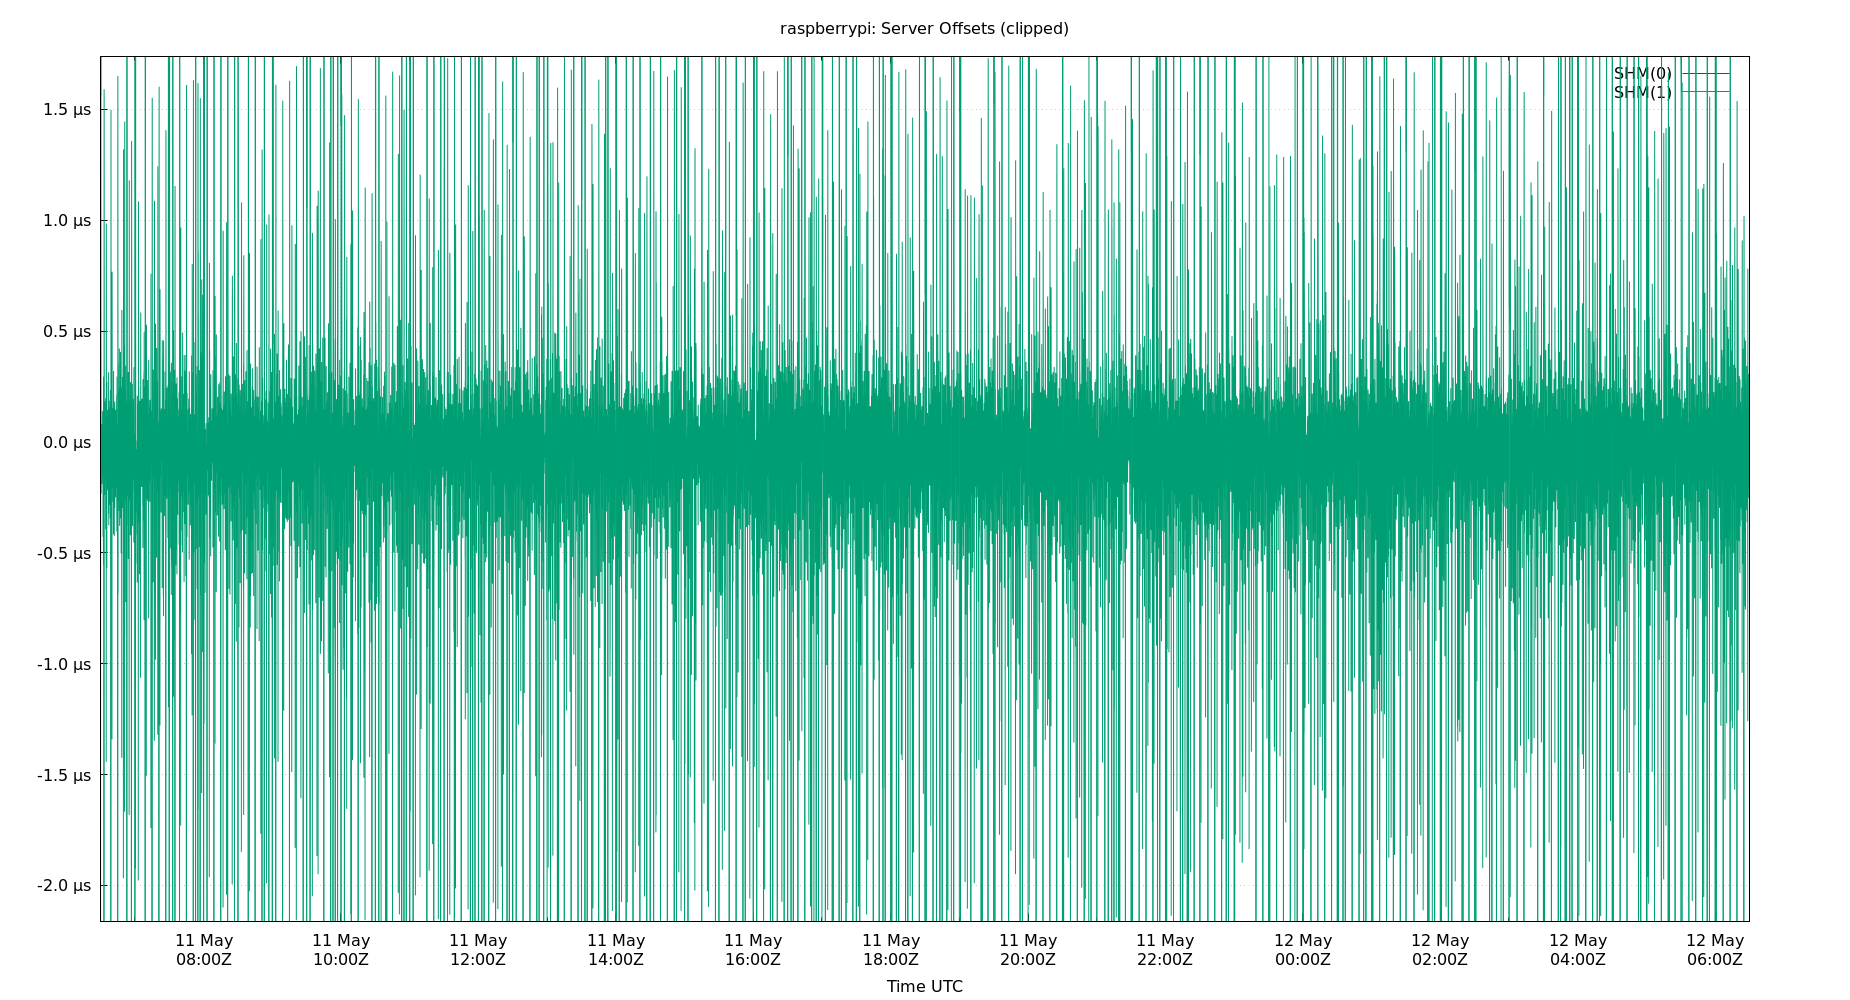 raspberrypi: Server Offsets (clipped)
SHM(0)
SHM(1)
1.5 µs
1.0 µs
0.5 µs
0.0 µs
-0.5 µs
-1.0 µs
-1.5 µs
-2.0 µs
11 May 11 May 11 May 11 May 11 May 11 May 11 May 11 May 12 May 12 May 12 May 12 May
08:00Z 10:00Z 12:00Z 14:00Z 16:00Z 18:00Z 20:00Z 22:00Z 00:00Z 02:00Z 04:00Z 06:00Z
Time UTC